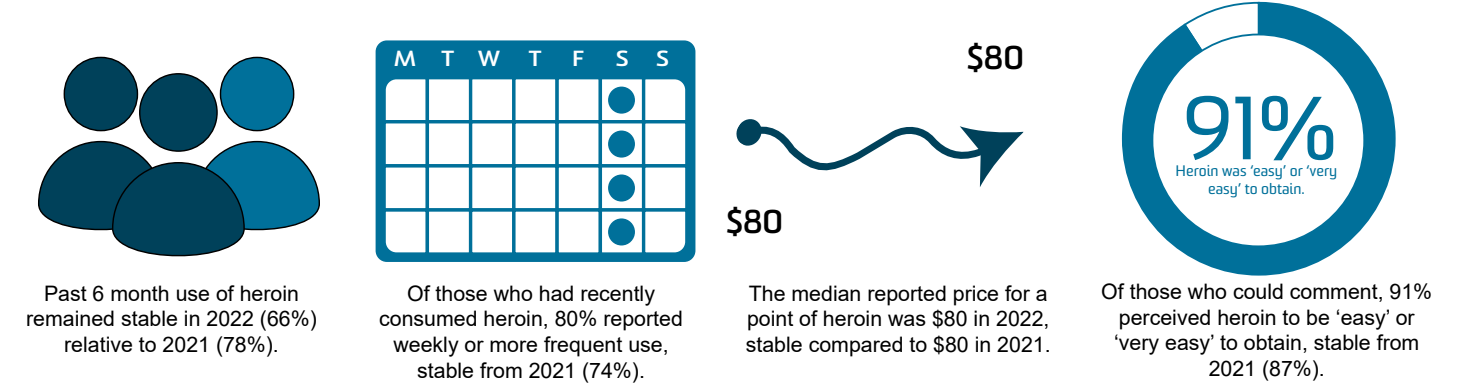 M T W T F S S
$80
$80
91%
Heroin was ‘easy’ or ‘very
easy’ to obtain.
Past 6 month use of heroin
remained stable in 2022 (66%)
relative to 2021 (78%).
Of those who had recently
consumed heroin, 80% reported
weekly or more frequent use,
stable from 2021 (74%).
The median reported price for a
point of heroin was $80 in 2022,
stable compared to $80 in 2021.
Of those who could comment, 91%
perceived heroin to be ‘easy’ or
‘very easy’ to obtain, stable from
2021 (87%).